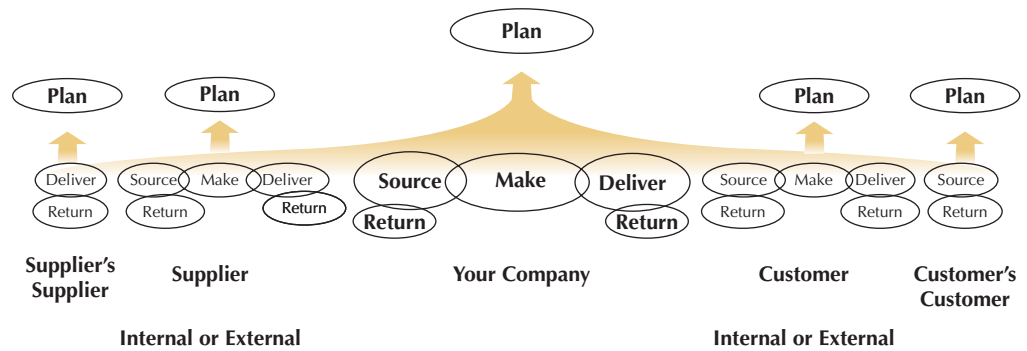 Plan
Plan
Plan
Plan
Plan
Deliver
Source
Make
Deliver
Source
Make
Deliver
Source
Make
Deliver
Source
Return
Return
Return
Return
Return
Return
Return
Return
Supplier's
Supplier
Supplier
Your Company
Customer
Customer's
Customer
Internal or External
Internal or External